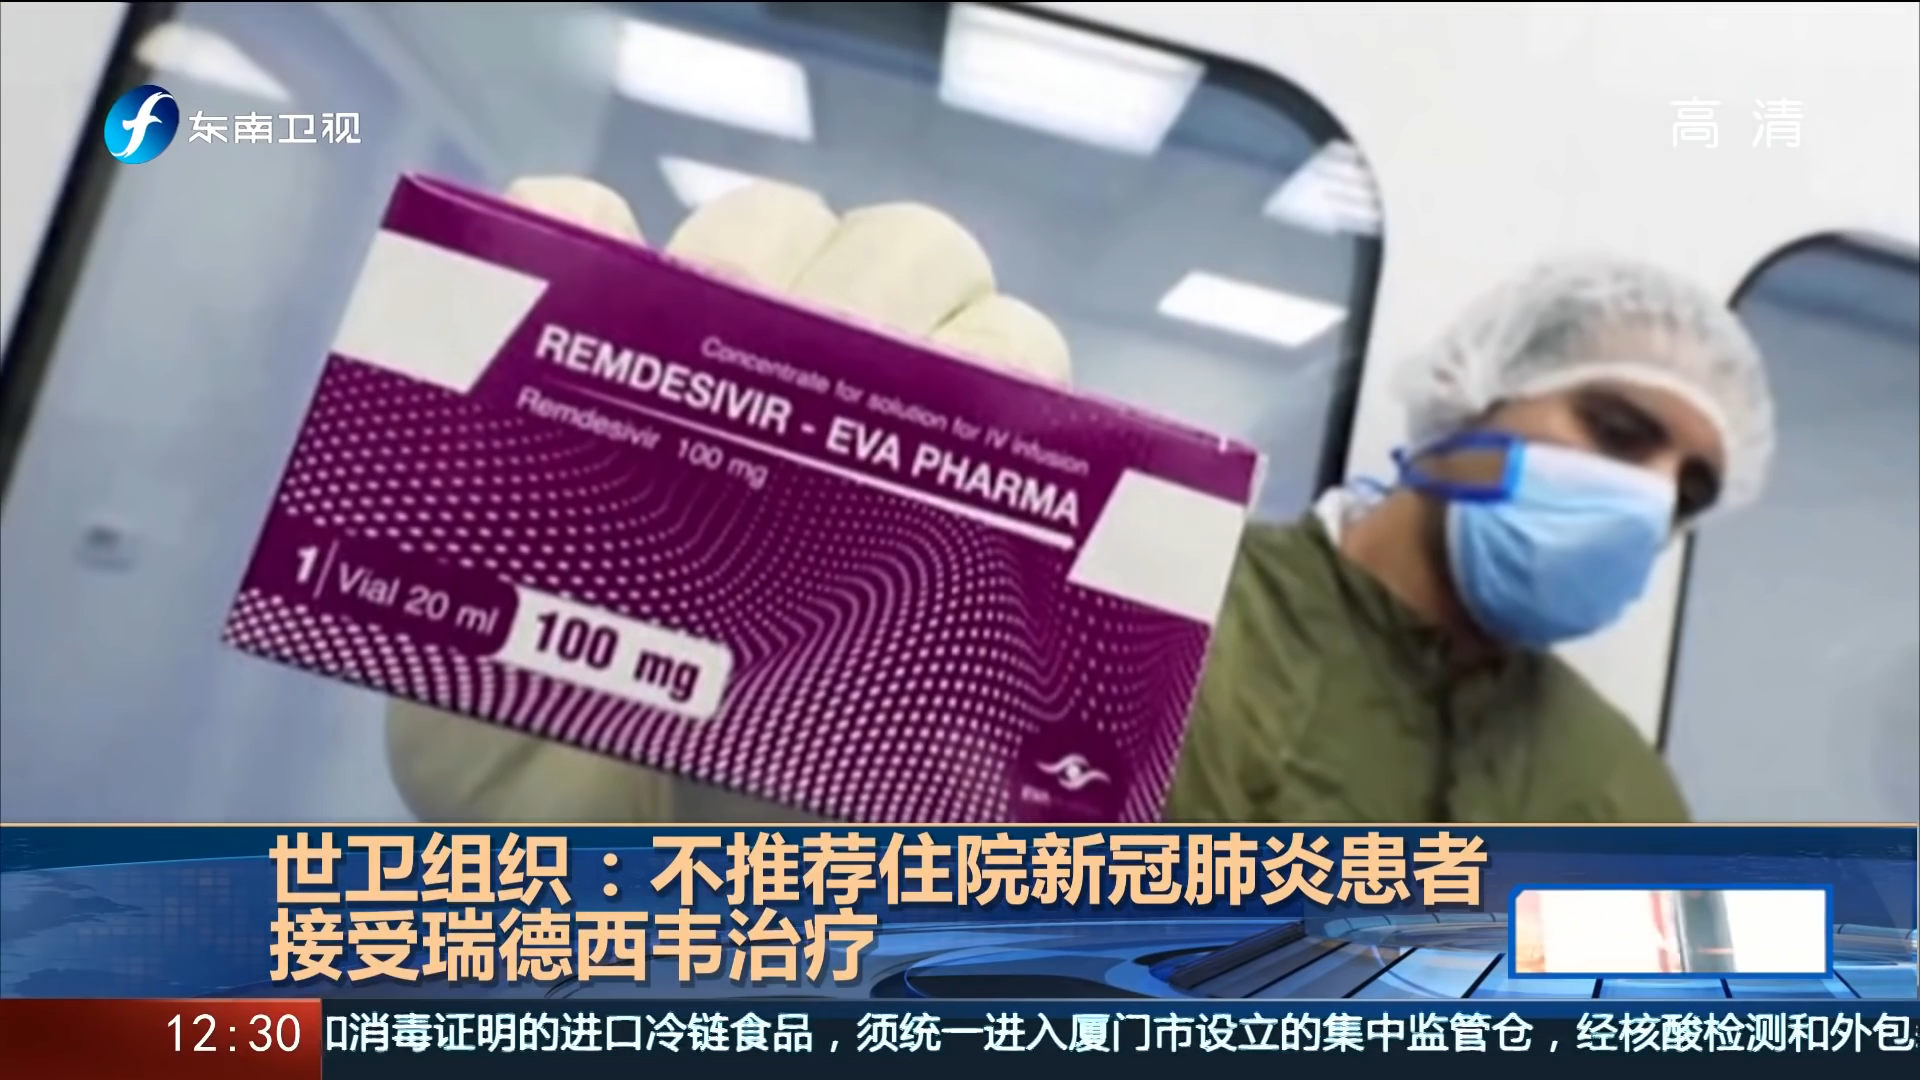 东南卫视
高清
Concentrate for solution for IV infusion
REMDESIVIR - EVA PHARMA
Remdesivir 100 mg
1 Vial 20 ml
100 mg
世卫组织：不推荐住院新冠肺炎患者
接受瑞德西韦治疗
12:30
和消毒证明的进口冷链食品，须统一进入厦门市设立的集中监管仓，经核酸检测和外包